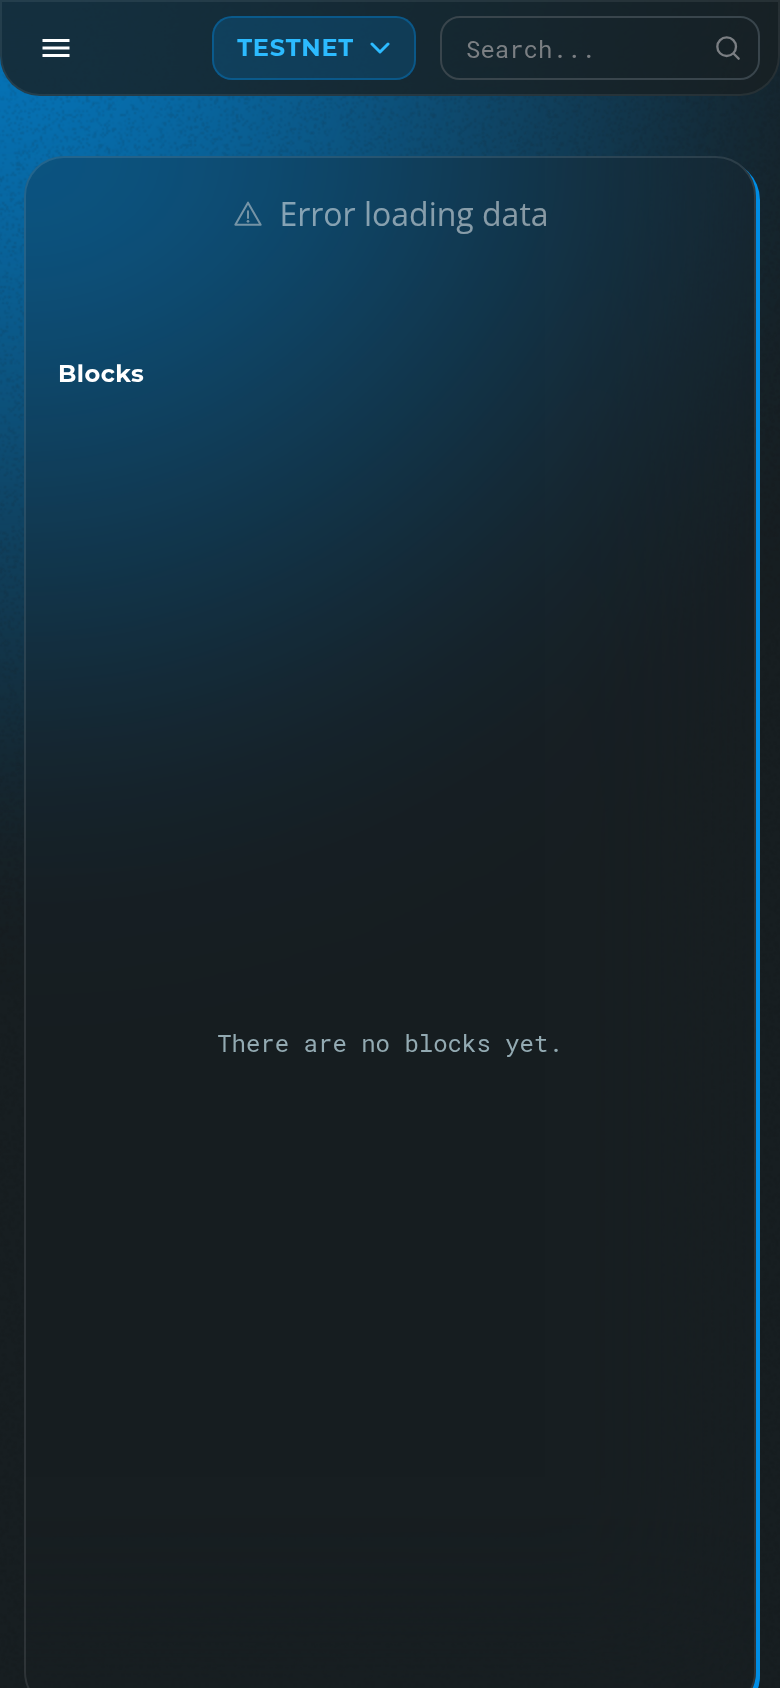 TESTNET
Search...
Error loading data
Blocks
There are no blocks yet.